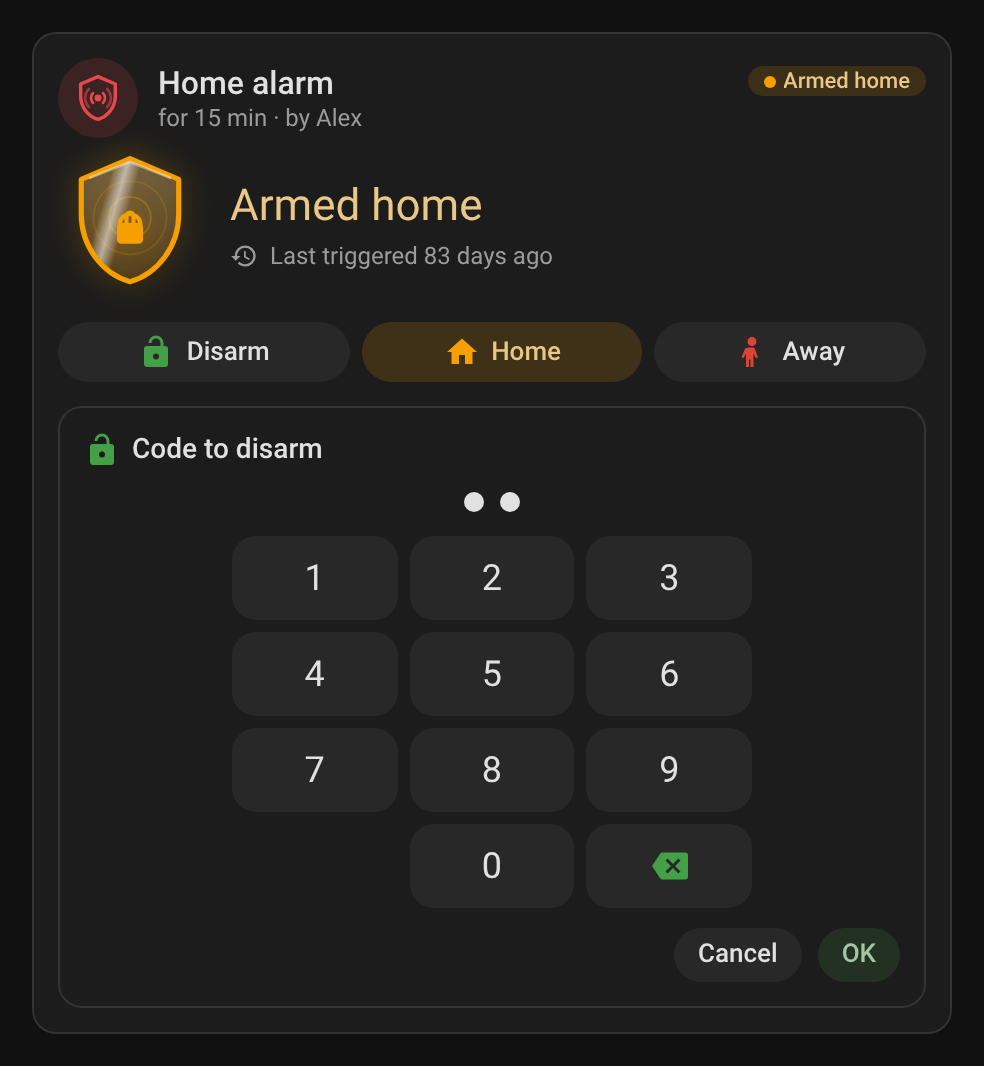 Home alarm
for 15 min · by Alex
Armed home
Armed home
Last triggered 83 days ago
Disarm
Home
Away
Code to disarm
1
2
3
4
5
6
7
8
9
0
Cancel
OK